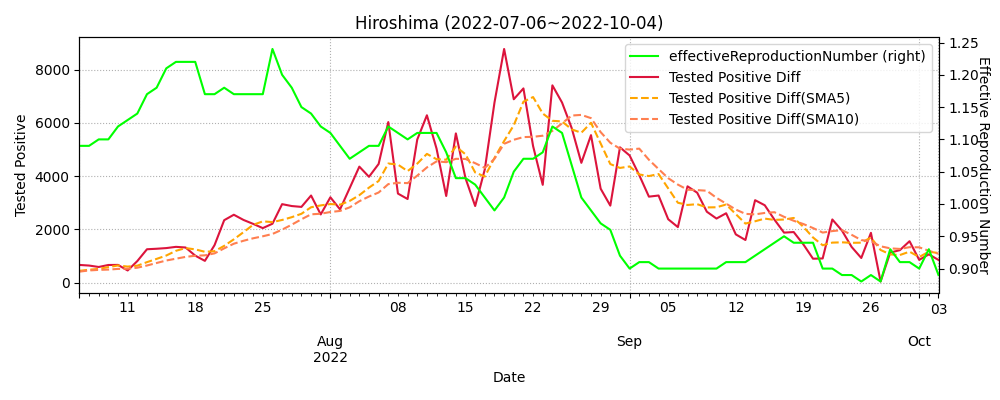 Hiroshima (2022-07-06~2022-10-04)
effectiveReproductionNumber (right)
Tested Positive Diff
Tested Positive Diff(SMA5)
Tested Positive Diff(SMA10)
Tested Positive
8000
6000
4000
2000
0
Effective Reproduction Number
1.25
1.20
1.15
1.10
1.05
1.00
0.95
0.90
11 18 25 08 15 22 29 05 12 19 26 03
Aug Sep Oct
2022
Date